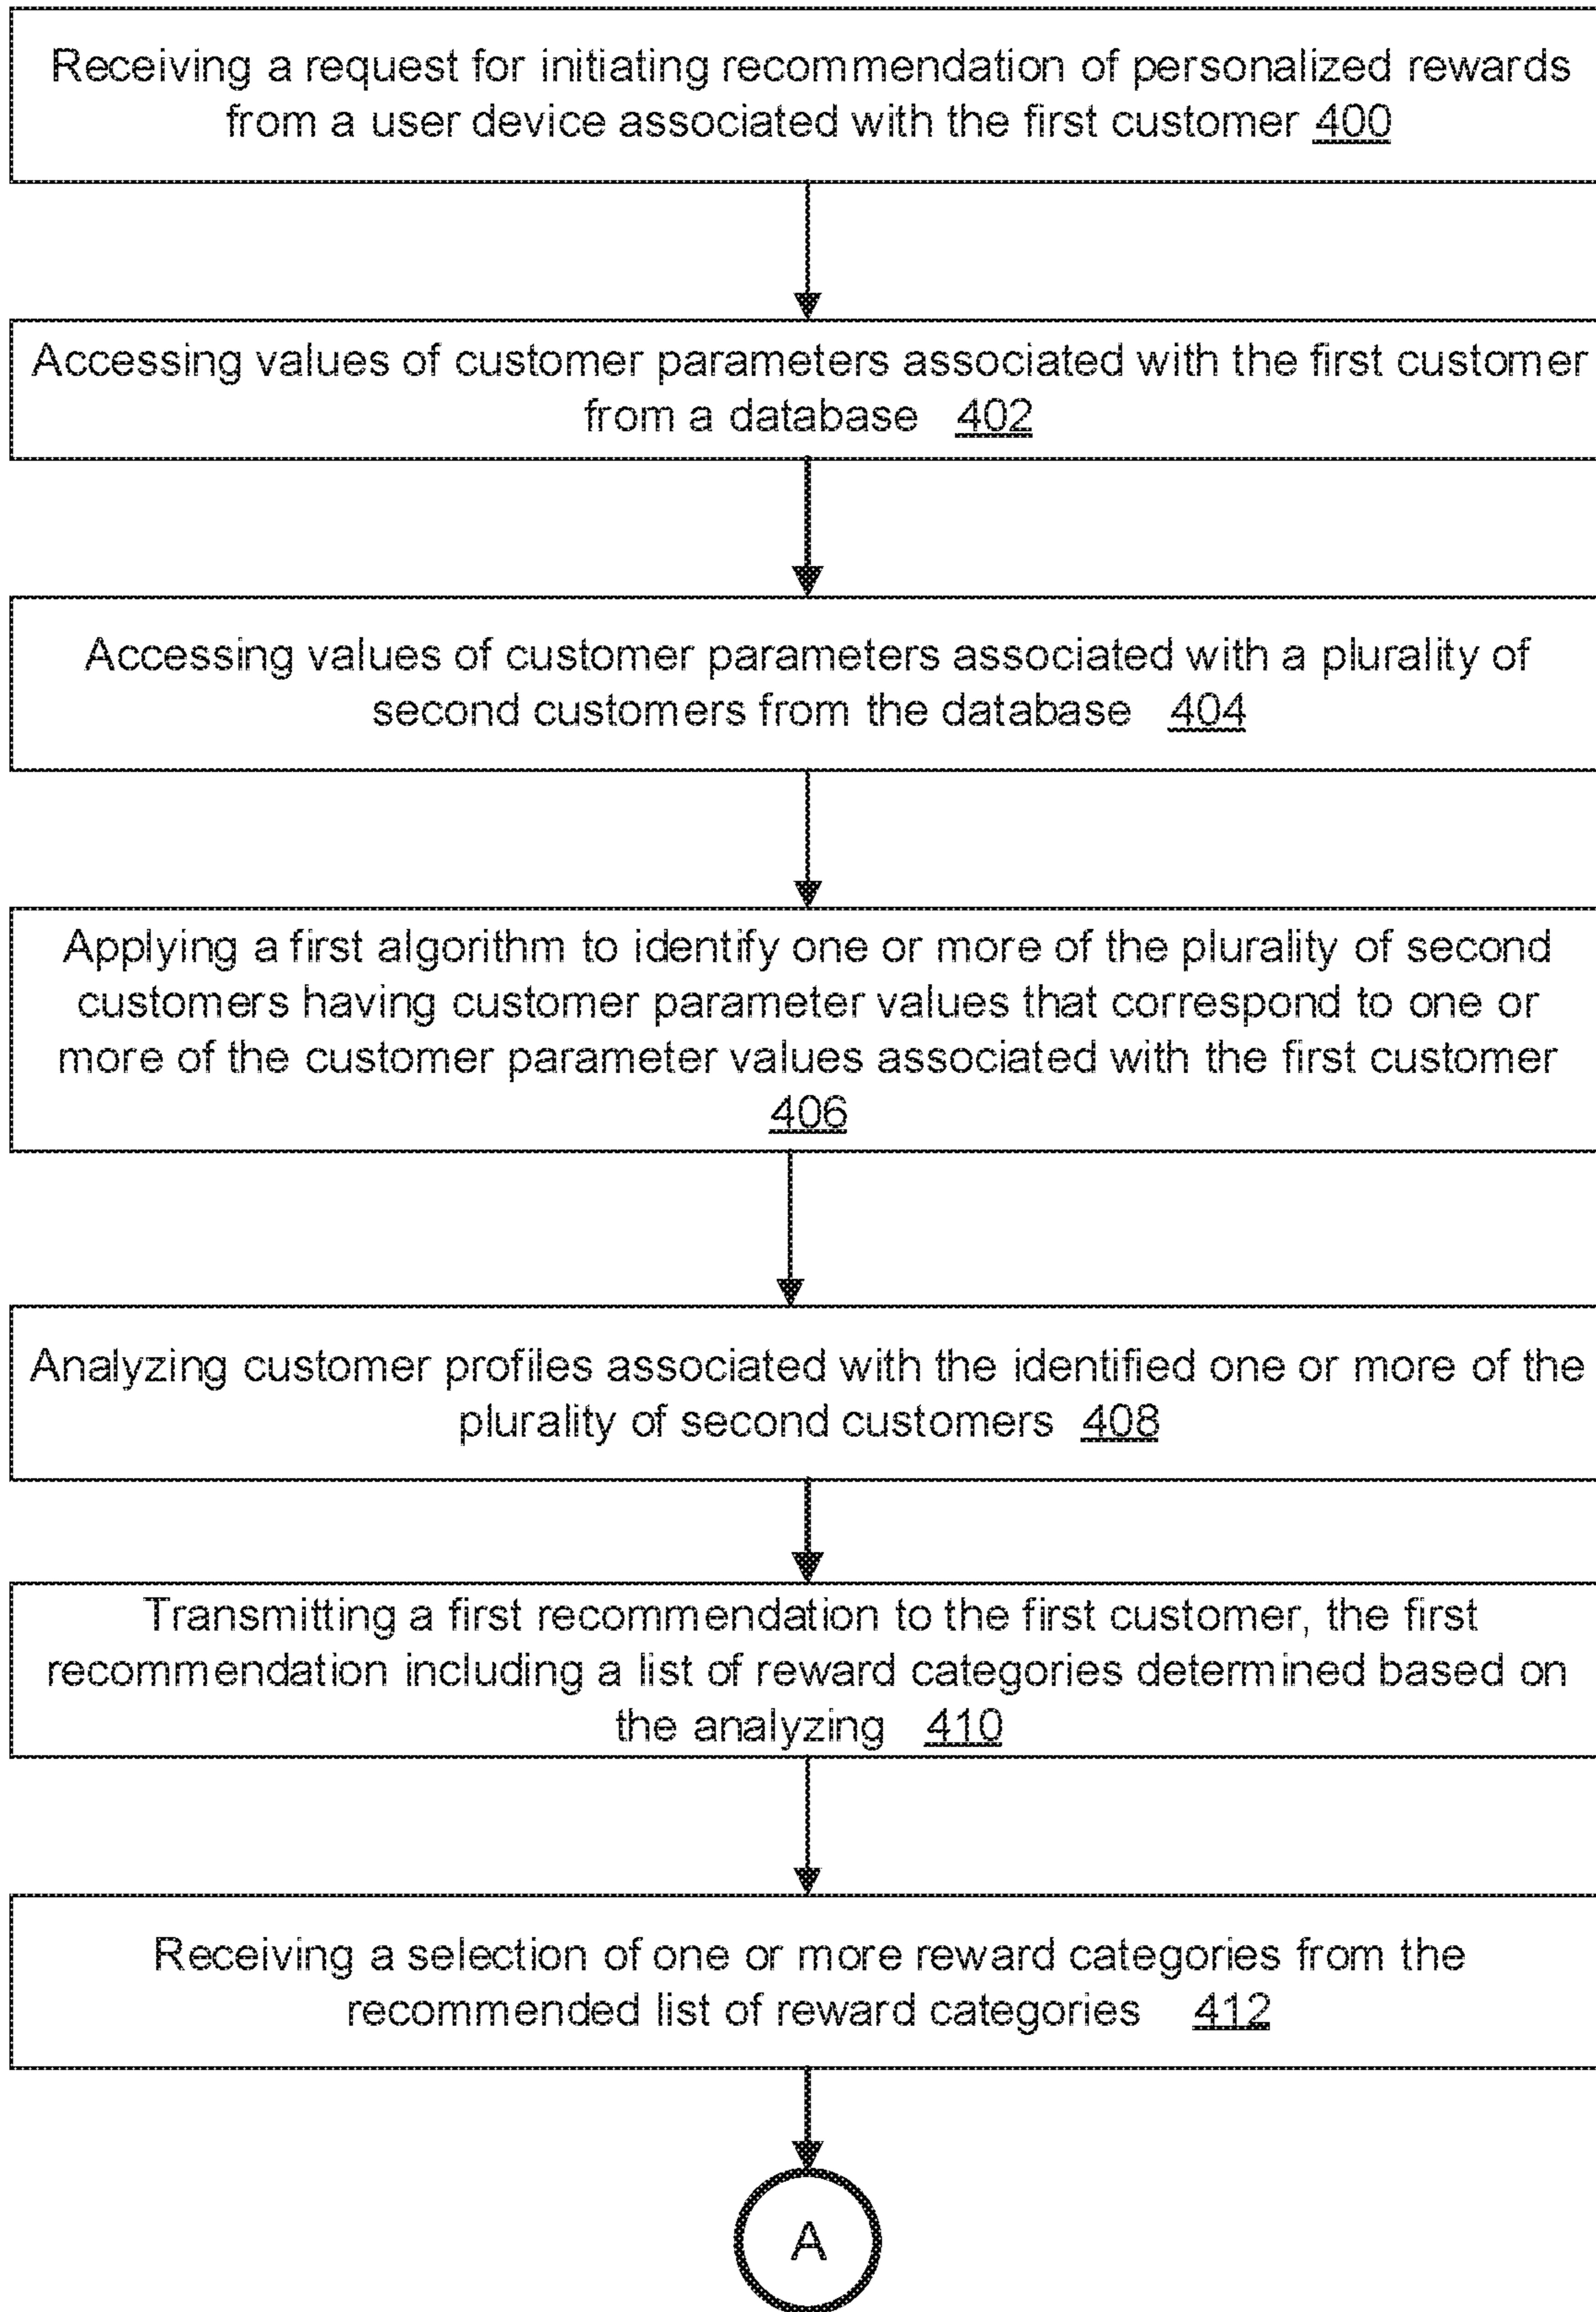 Receiving a request for initiating recommendation of personalized rewards
from a user device associated with the first customer 400
Accessing values of customer parameters associated with the first customer
from a database 402
Accessing values of customer parameters associated with a plurality of
second customers from the database 404
Applying a first algorithm to identify one or more of the plurality of second
customers having customer parameter values that correspond to one or
more of the customer parameter values associated with the first customer
406
Analyzing customer profiles associated with the identified one or more of the
plurality of second customers 408
Transmitting a first recommendation to the first customer, the first
recommendation including a list of reward categories determined based on
the analyzing 410
Receiving a selection of one or more reward categories from the
recommended list of reward categories 412
A